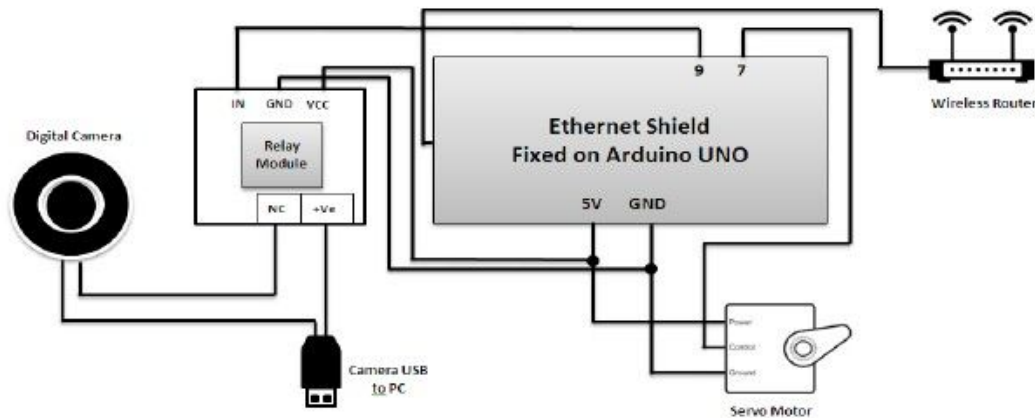 9 7
Wireless Router
IN GND VCC
Relay
Module
NC +Ve
Digital Camera
Ethernet Shield
Fixed on Arduino UNO
5V GND
Camera USB
to PC
Power
Control
Ground
Servo Motor